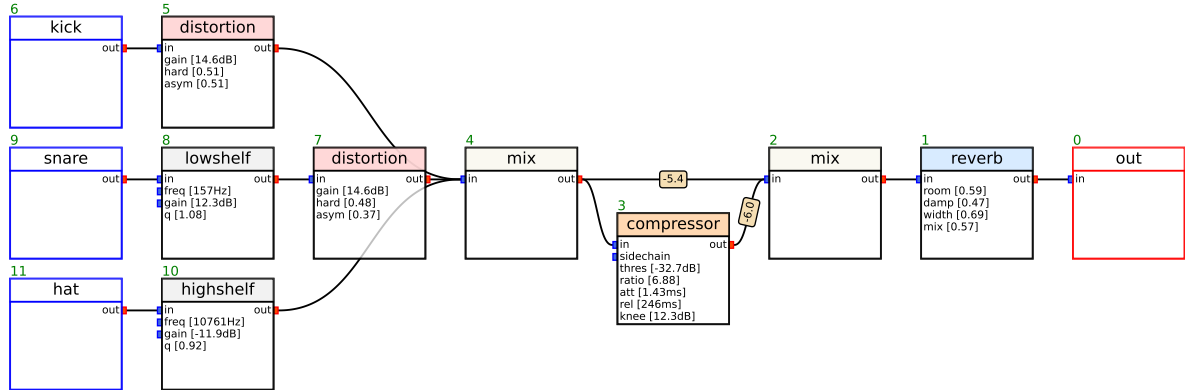 6
kick
out
5
distortion
in out
gain [14.6dB]
hard [0.51]
asym [0.51]
9
snare
out
8
lowshelf
in out
freq [157Hz]
gain [12.3dB]
q [1.08]
7
distortion
in out
gain [14.6dB]
hard [0.48]
asym [0.37]
4
mix
in out
-5.4
3
compressor
in out
sidechain
thres [-32.7dB]
ratio [6.88]
att [1.43ms]
rel [246ms]
knee [12.3dB]
-6.0
2
mix
in out
1
reverb
in out
room [0.59]
damp [0.47]
width [0.69]
mix [0.57]
0
out
in
11
hat
out
10
highshelf
in out
freq [10761Hz]
gain [-11.9dB]
q [0.92]